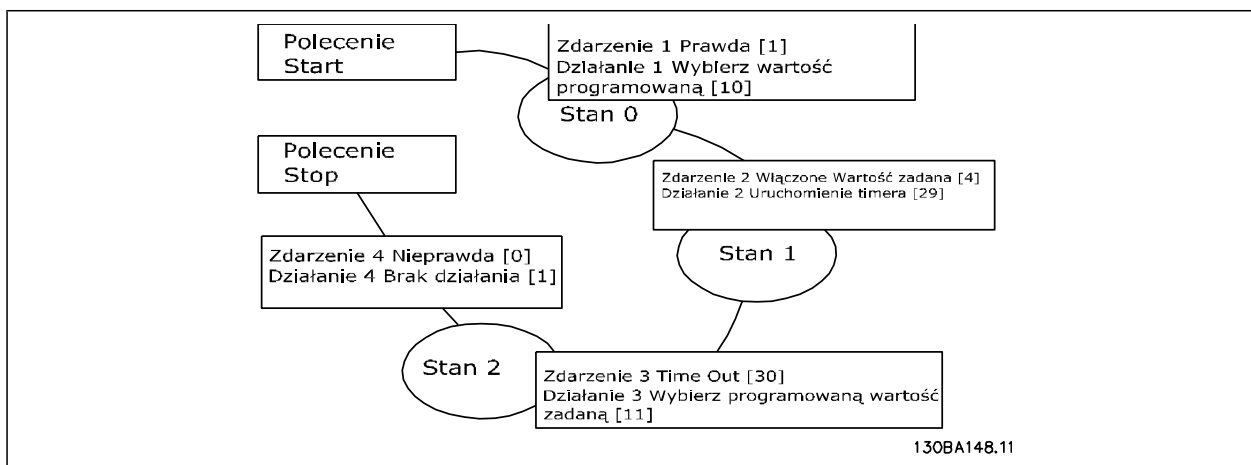 Polecenie
Start
Zdarzenie 1 Prawda [1]
Działanie 1 Wybierz wartość
programowaną [10]
Stan 0
Polecenie
Stop
Zdarzenie 2 Włączone Wartość zadana [4]
Działanie 2 Uruchomienie timera [29]
Zdarzenie 4 Nieprawda [0]
Działanie 4 Brak działania [1]
Stan 1
Stan 2
Zdarzenie 3 Time Out [30]
Działanie 3 Wybierz programowaną wartość
zadaną [11]
130BA148.11